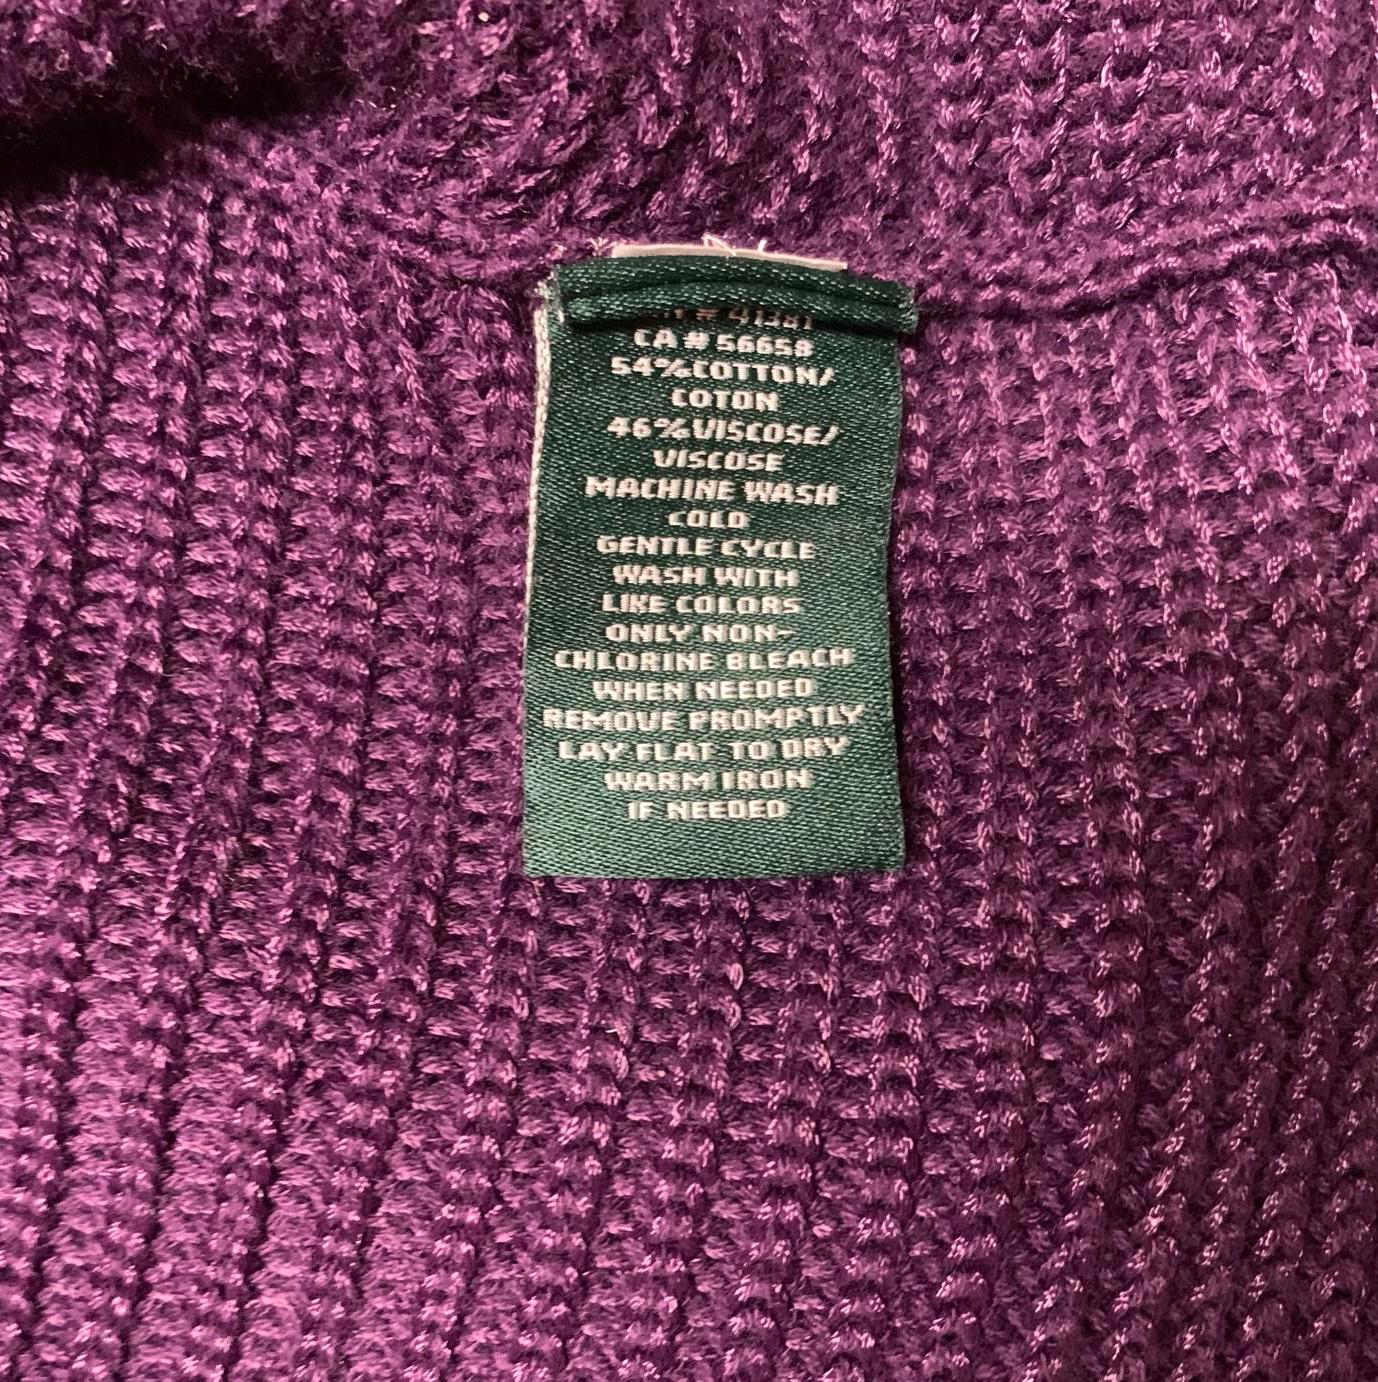 # 41381
CA # 56658
54%COTTON/
COTON
46%VISCOSE/
VISCOSE
MACHINE WASH
COLD
GENTLE CYCLE
WASH WITH
LIKE COLORS
ONLY NON-
CHLORINE BLEACH
WHEN NEEDED
REMOVE PROMPTLY
LAY FLAT TO DRY
WARM IRON
IF NEEDED